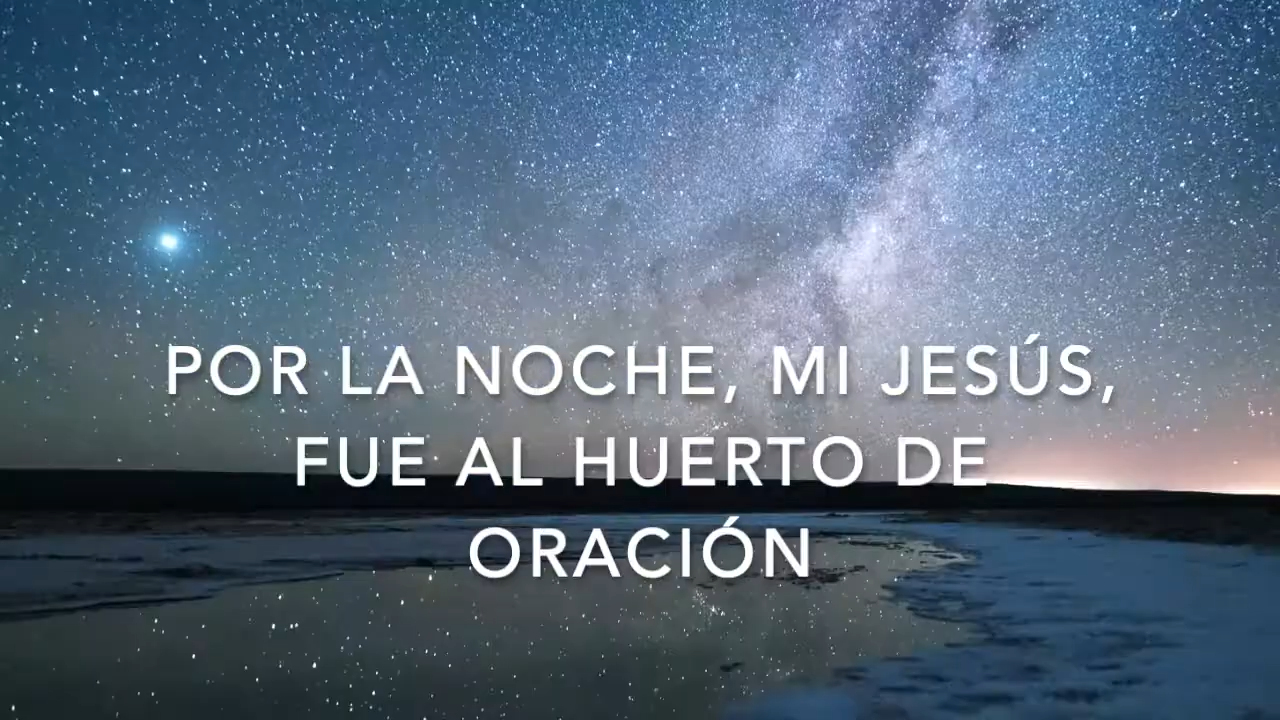 POR LA NOCHE, MI JESÚS,
FUE AL HUERTO DE
ORACIÓN